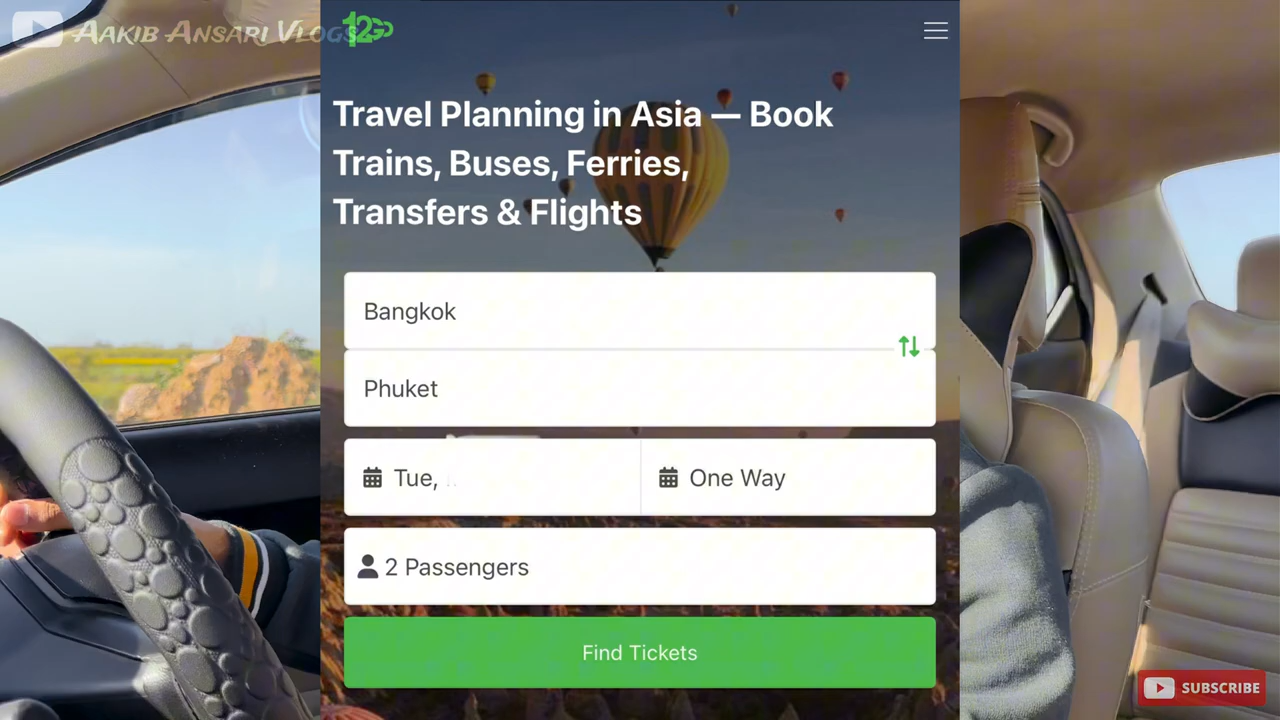 Aakib Ansari Vlogs
12GO
Travel Planning in Asia — Book
Trains, Buses, Ferries,
Transfers & Flights
Bangkok
Phuket
Tue,
One Way
2 Passengers
Find Tickets
SUBSCRIBE